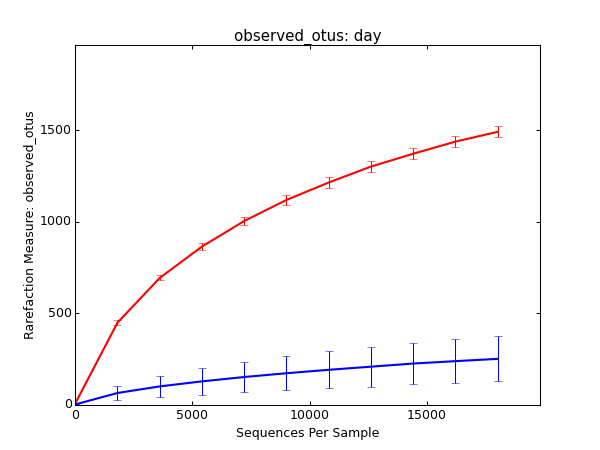 observed_otus: day
Rarefaction Measure: observed_otus
1500
1000
500
0
0 5000 10000 15000
Sequences Per Sample